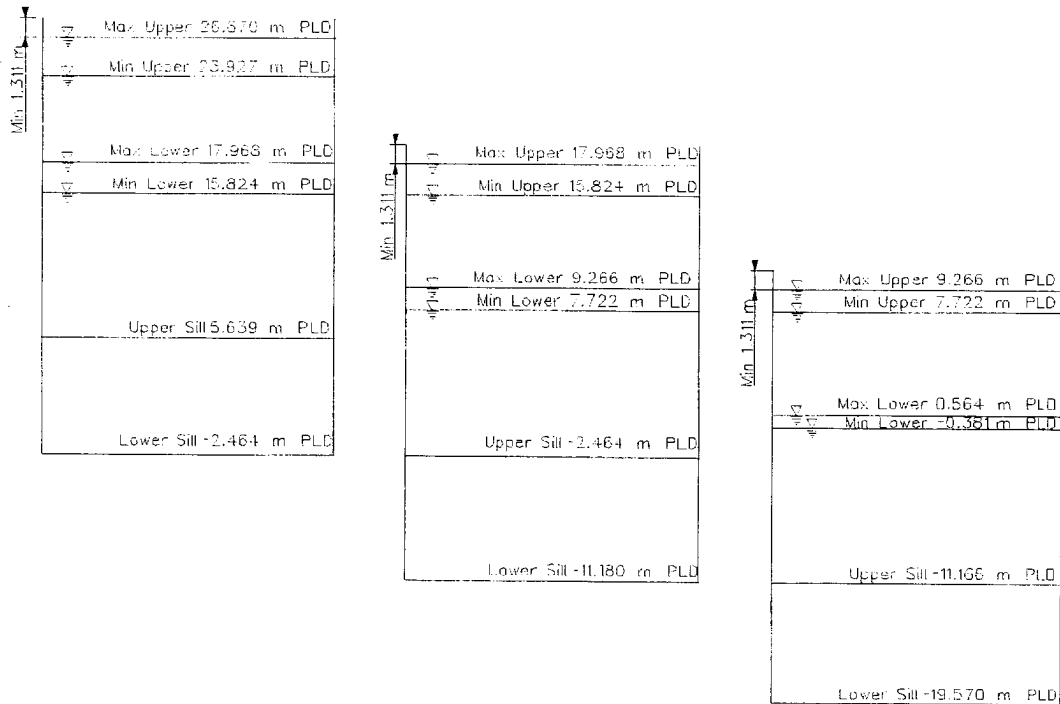 Max Upper 26.670 m PLD
Min Upper 23.927 m PLD
Min 1.311 m
Max Lower 17.968 m PLD
Min Lower 15.824 m PLD
Upper Sill 5.639 m PLD
Lower Sill -2.464 m PLD
Max Upper 17.968 m PLD
Min Upper 15.824 m PLD
Min 1.311 m
Max Lower 9.266 m PLD
Min Lower 7.722 m PLD
Upper Sill -2.464 m PLD
Lower Sill -11.180 m PLD
Max Upper 9.266 m PLD
Min Upper 7.722 m PLD
Min 1.311 m
Max Lower 0.564 m PLD
Min Lower -0.381 m PLD
Upper Sill -11.166 m PLD
Lower Sill -19.570 m PLD